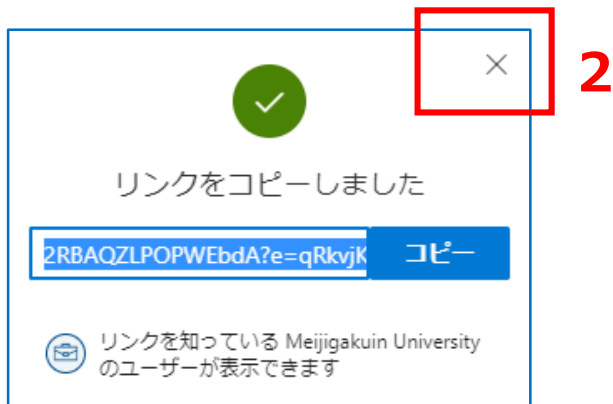 2
リンクをコピーしました
2RBAQZLPOPWEbdA?e=qRkvjK
コピー
リンクを知っている Meijigakuin University
のユーザーが表示できます